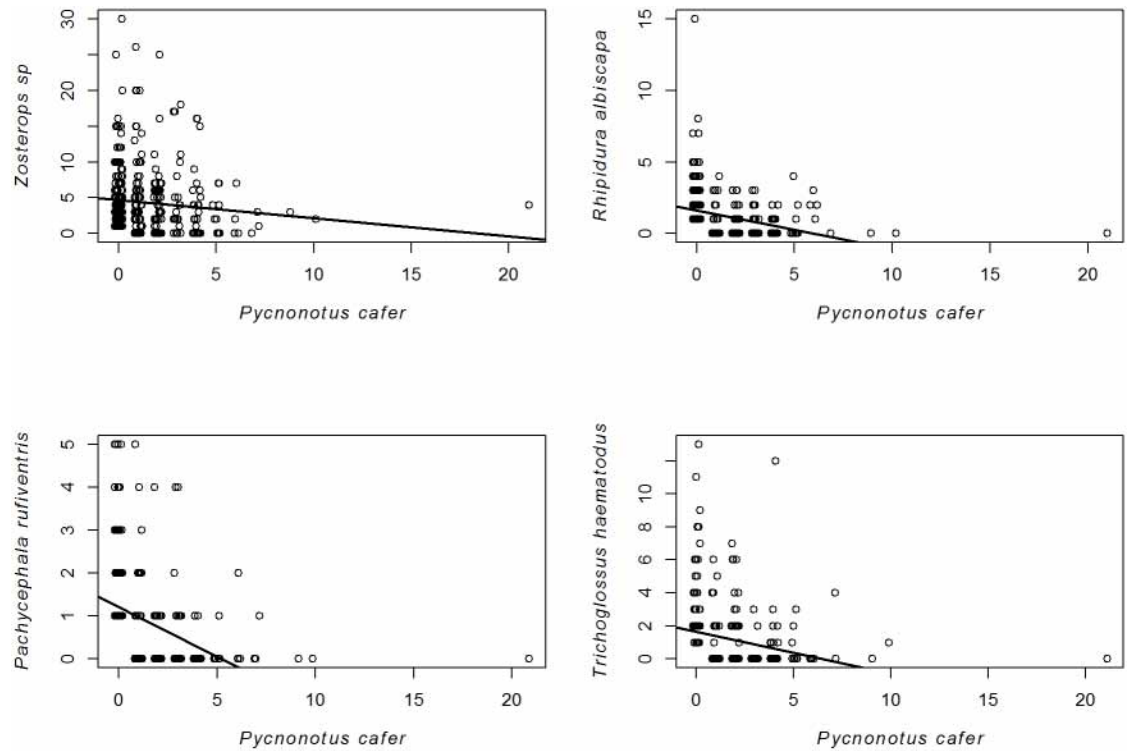 Zosterops sp
30
20
10
5
0
0 5 10 15 20
Pycnonotus cafer
Rhipidura albiscapa
15
10
5
0
0 5 10 15 20
Pycnonotus cafer
Pachycephala rufiventris
5
4
3
2
1
0
0 5 10 15 20
Pycnonotus cafer
Trichoglossus haematodus
10
8
6
4
2
0
0 5 10 15 20
Pycnonotus cafer